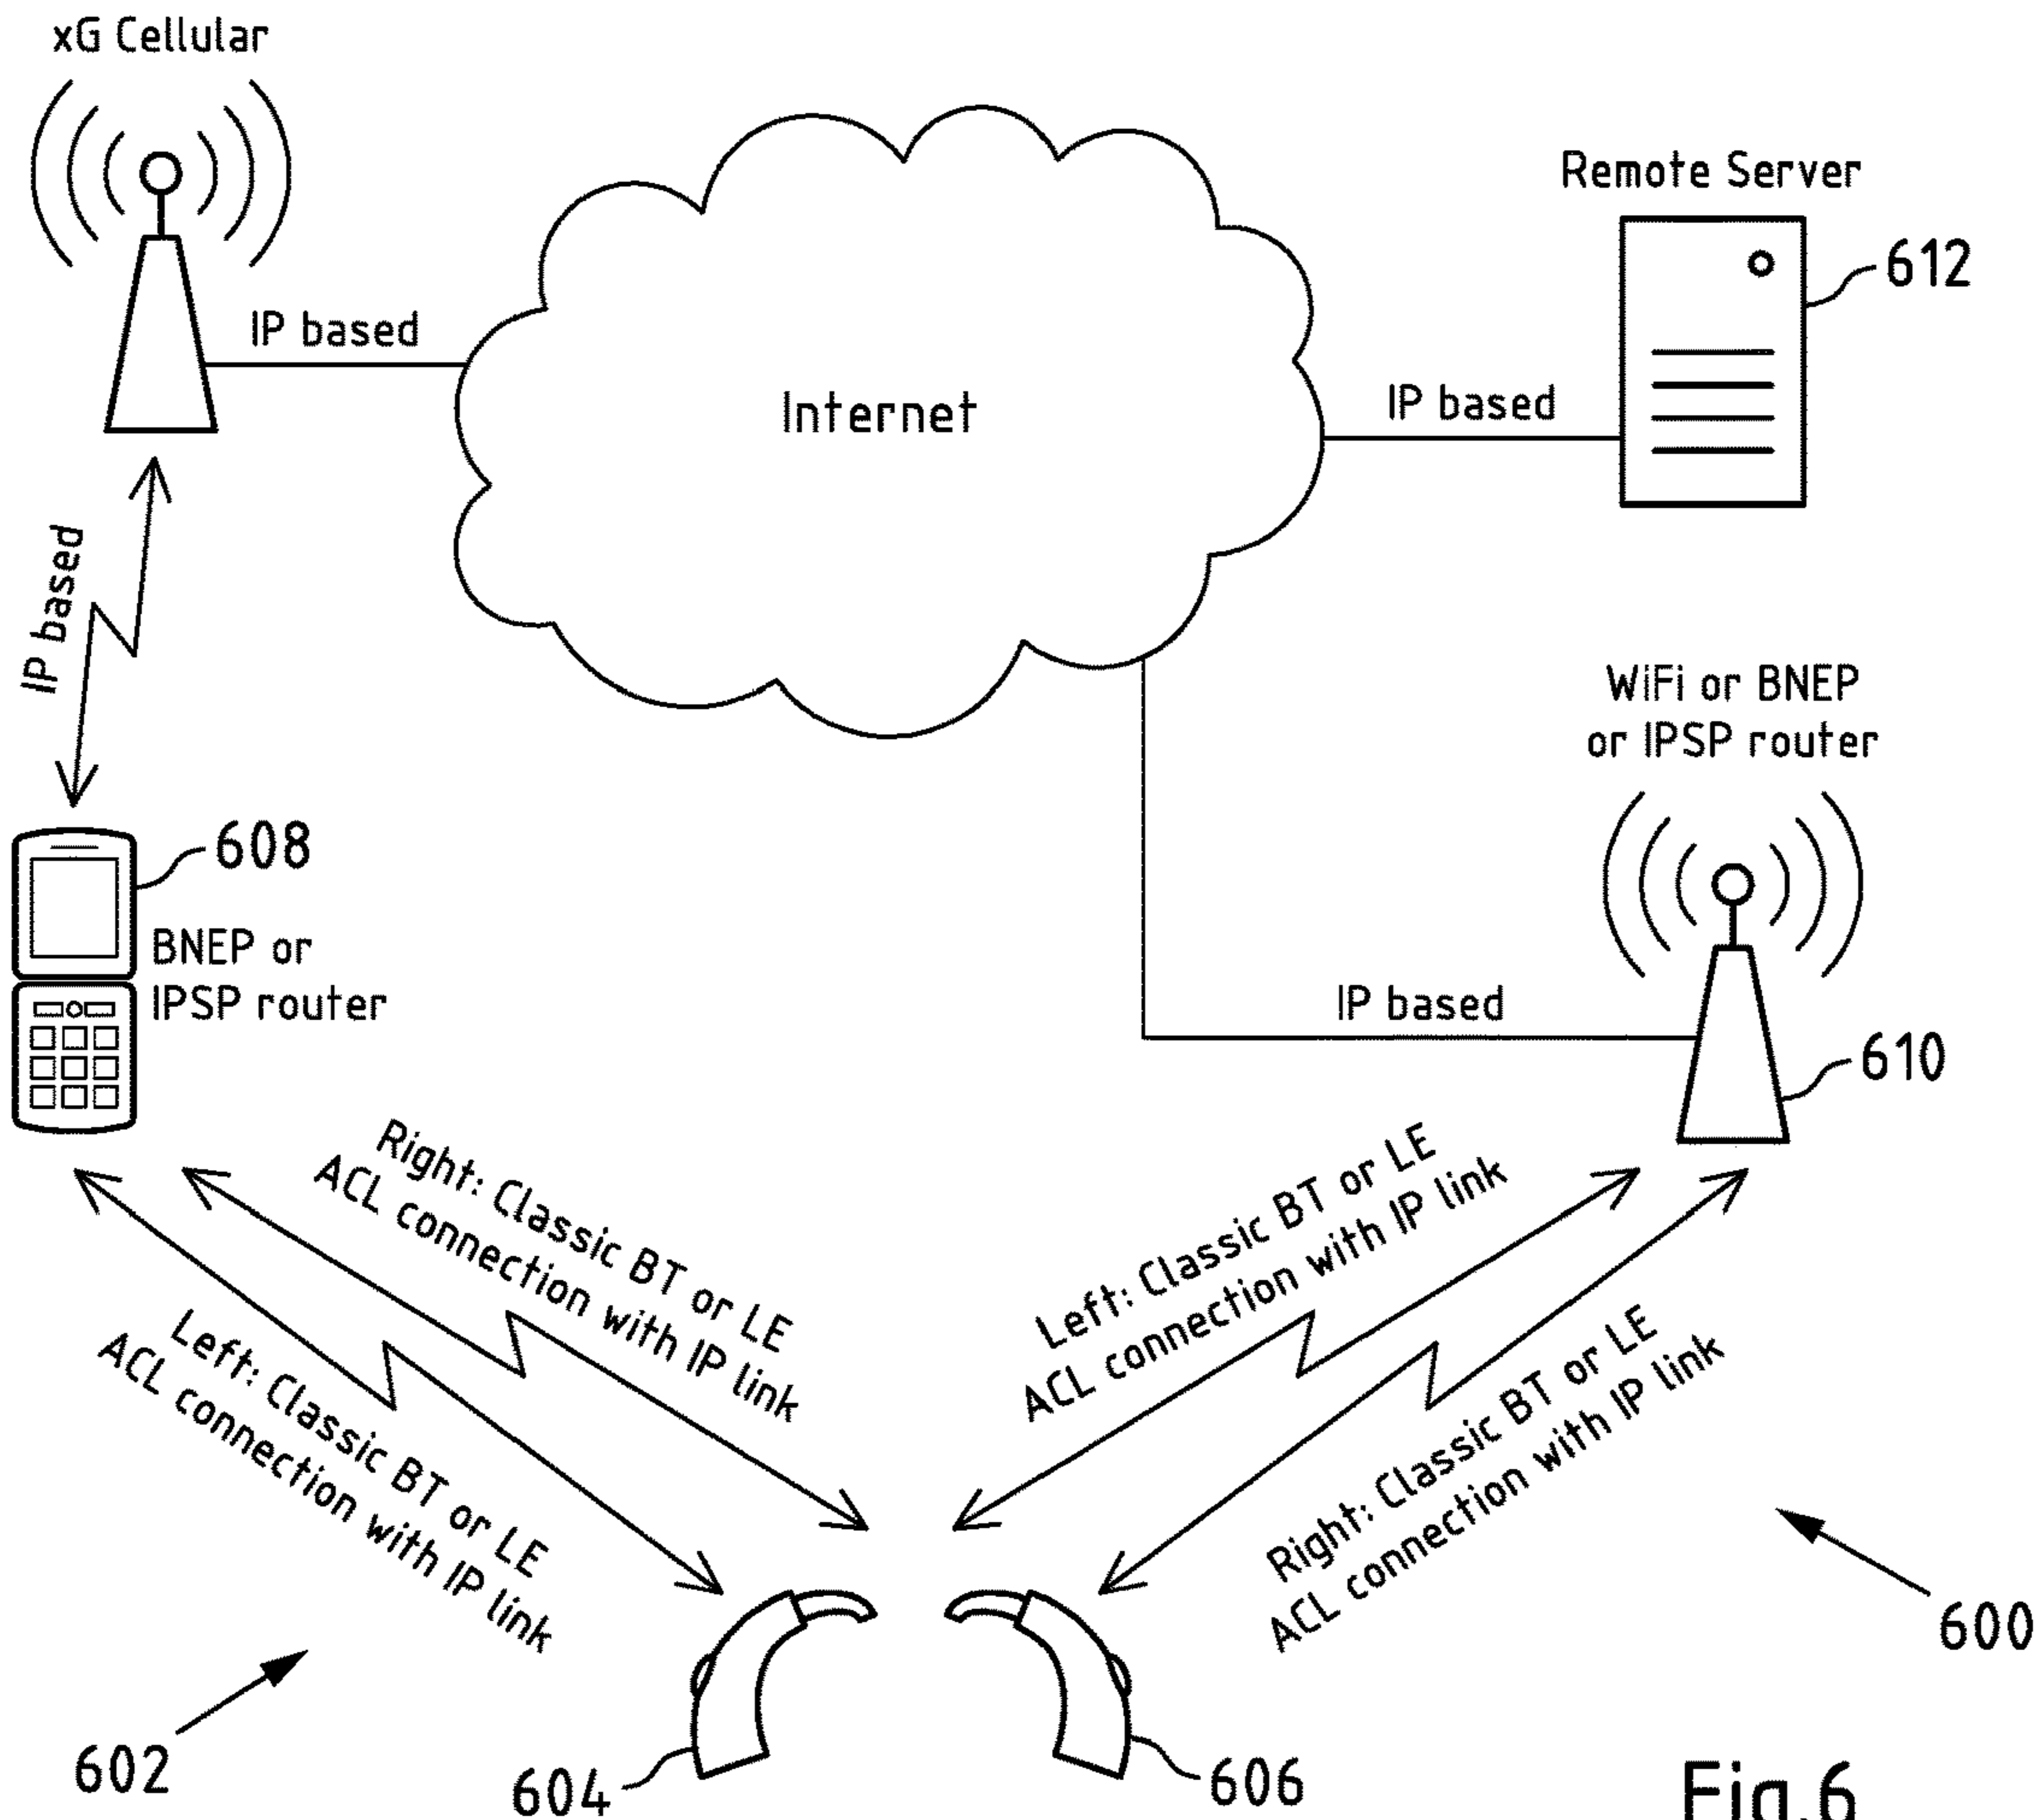 xG Cellular
Remote Server
612
IP based
IP based
Internet
IP based
WiFi or BNEP
or IPSP router
608
BNEP or
IPSP router
IP based
610
Right: Classic BT or LE
ACL connection with IP link
Left: Classic BT or LE
ACL connection with IP link
Left: Classic BT or LE
ACL connection with IP link
Right: Classic BT or LE
ACL connection with IP link
600
602
604
606
Fig.6